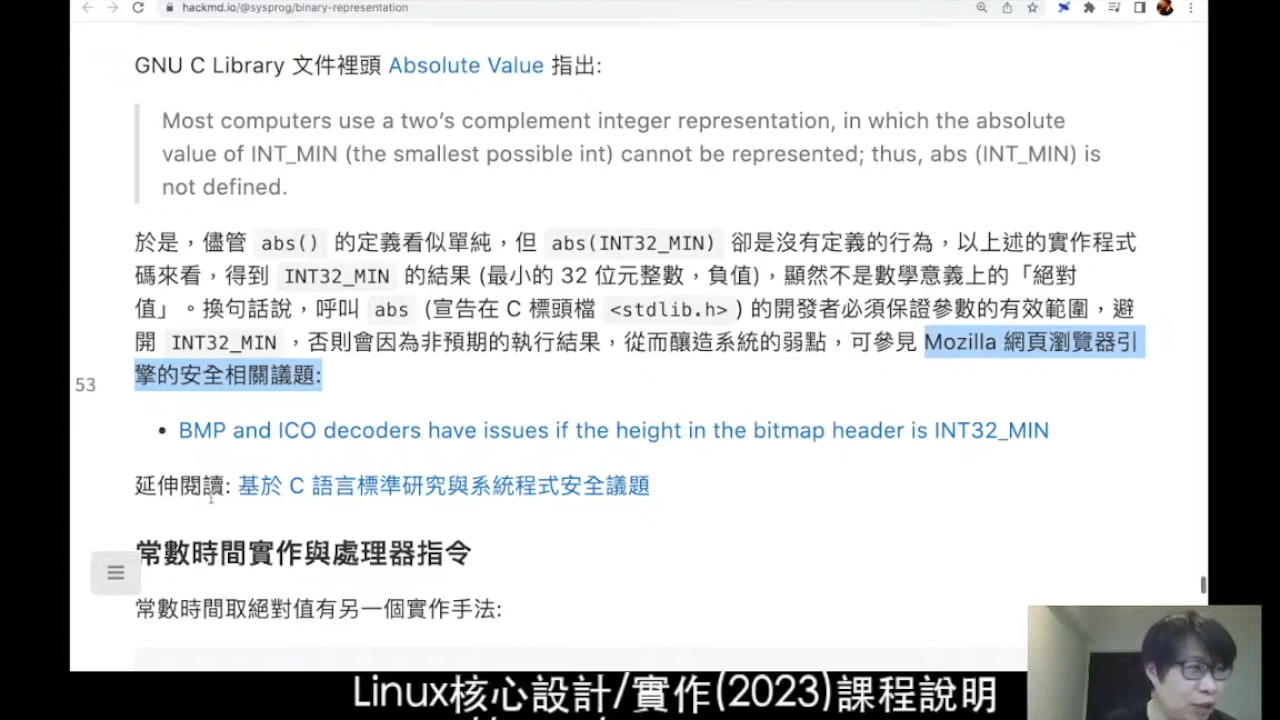 hackmd.io/@sysprog/binary-representation
GNU C Library 文件裡頭 Absolute Value 指出:
Most computers use a two's complement integer representation, in which the absolute
value of INT_MIN (the smallest possible int) cannot be represented; thus, abs (INT_MIN) is
not defined.
於是，儘管 abs() 的定義看似單純，但 abs(INT32_MIN) 卻是沒有定義的行為，以上述的實作程式
碼來看，得到 INT32_MIN 的結果 (最小的 32 位元整數，負值)，顯然不是數學意義上的「絕對
值」。換句話說，呼叫 abs (宣告在 C 標頭檔 <stdlib.h>) 的開發者必須保證參數的有效範圍，避
開 INT32_MIN，否則會因為非預期的執行結果，從而釀造系統的弱點，可參見 Mozilla 網頁瀏覽器引
擎的安全相關議題:
53
• BMP and ICO decoders have issues if the height in the bitmap header is INT32_MIN
延伸閱讀: 基於 C 語言標準研究與系統程式安全議題
常數時間實作與處理器指令
常數時間取絕對值有另一個實作手法:
Linux核心設計/實作(2023)課程說明